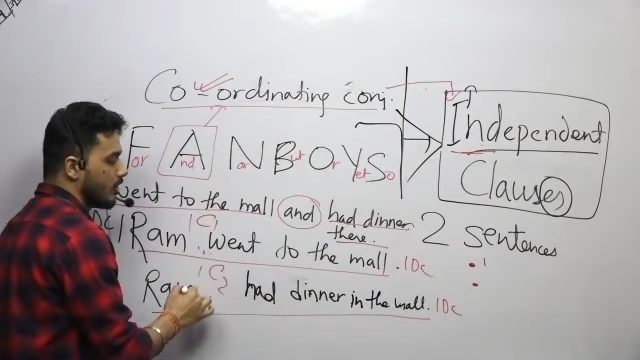 Co-ordinating conj.
Independent
Clauses
FANBOYS
or nd or ut r et o
went to the mall and had dinner there.
2 sentences
Ram went to the mall. IDC
had dinner in the mall. IDC